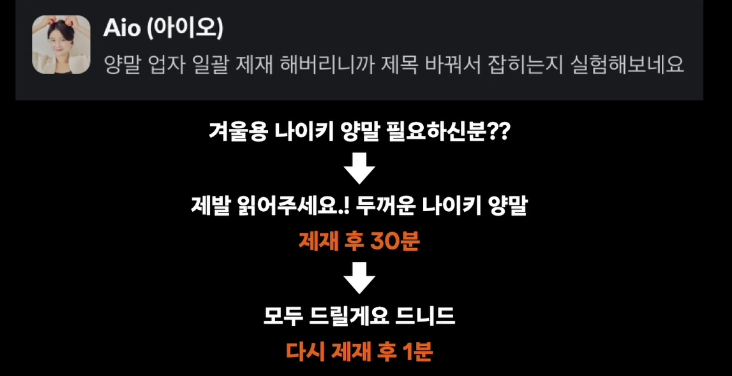 Aio (아이오)
양말 업자 일괄 제재 해버리니까 제목 바꿔서 잡히는지 실험해보네요
겨울용 나이키 양말 필요하신분??
제발 읽어주세요.! 두꺼운 나이키 양말
제재 후 30분
모두 드릴게요 드니드
다시 제재 후 1분